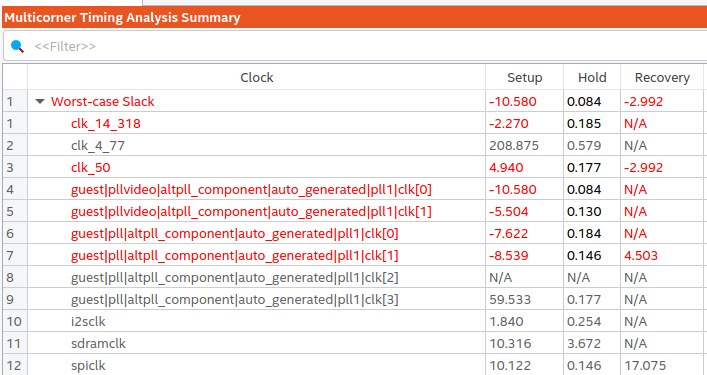 Multicorner Timing Analysis Summary
<<Filter>>
Clock Setup Hold Recovery
1 Worst-case Slack -10.580 0.084 -2.992
1 clk_14_318 -2.270 0.185 N/A
2 clk_4_77 208.875 0.579 N/A
3 clk_50 4.940 0.177 -2.992
4 guest|pllvideo|altpll_component|auto_generated|pll1|clk[0] -10.580 0.084 N/A
5 guest|pllvideo|altpll_component|auto_generated|pll1|clk[1] -5.504 0.130 N/A
6 guest|pll|altpll_component|auto_generated|pll1|clk[0] -7.622 0.184 N/A
7 guest|pll|altpll_component|auto_generated|pll1|clk[1] -8.539 0.146 4.503
8 guest|pll|altpll_component|auto_generated|pll1|clk[2] N/A N/A N/A
9 guest|pll|altpll_component|auto_generated|pll1|clk[3] 59.533 0.177 N/A
10 i2sclk 1.840 0.254 N/A
11 sdramclk 10.316 3.672 N/A
12 spiclk 10.122 0.146 17.075